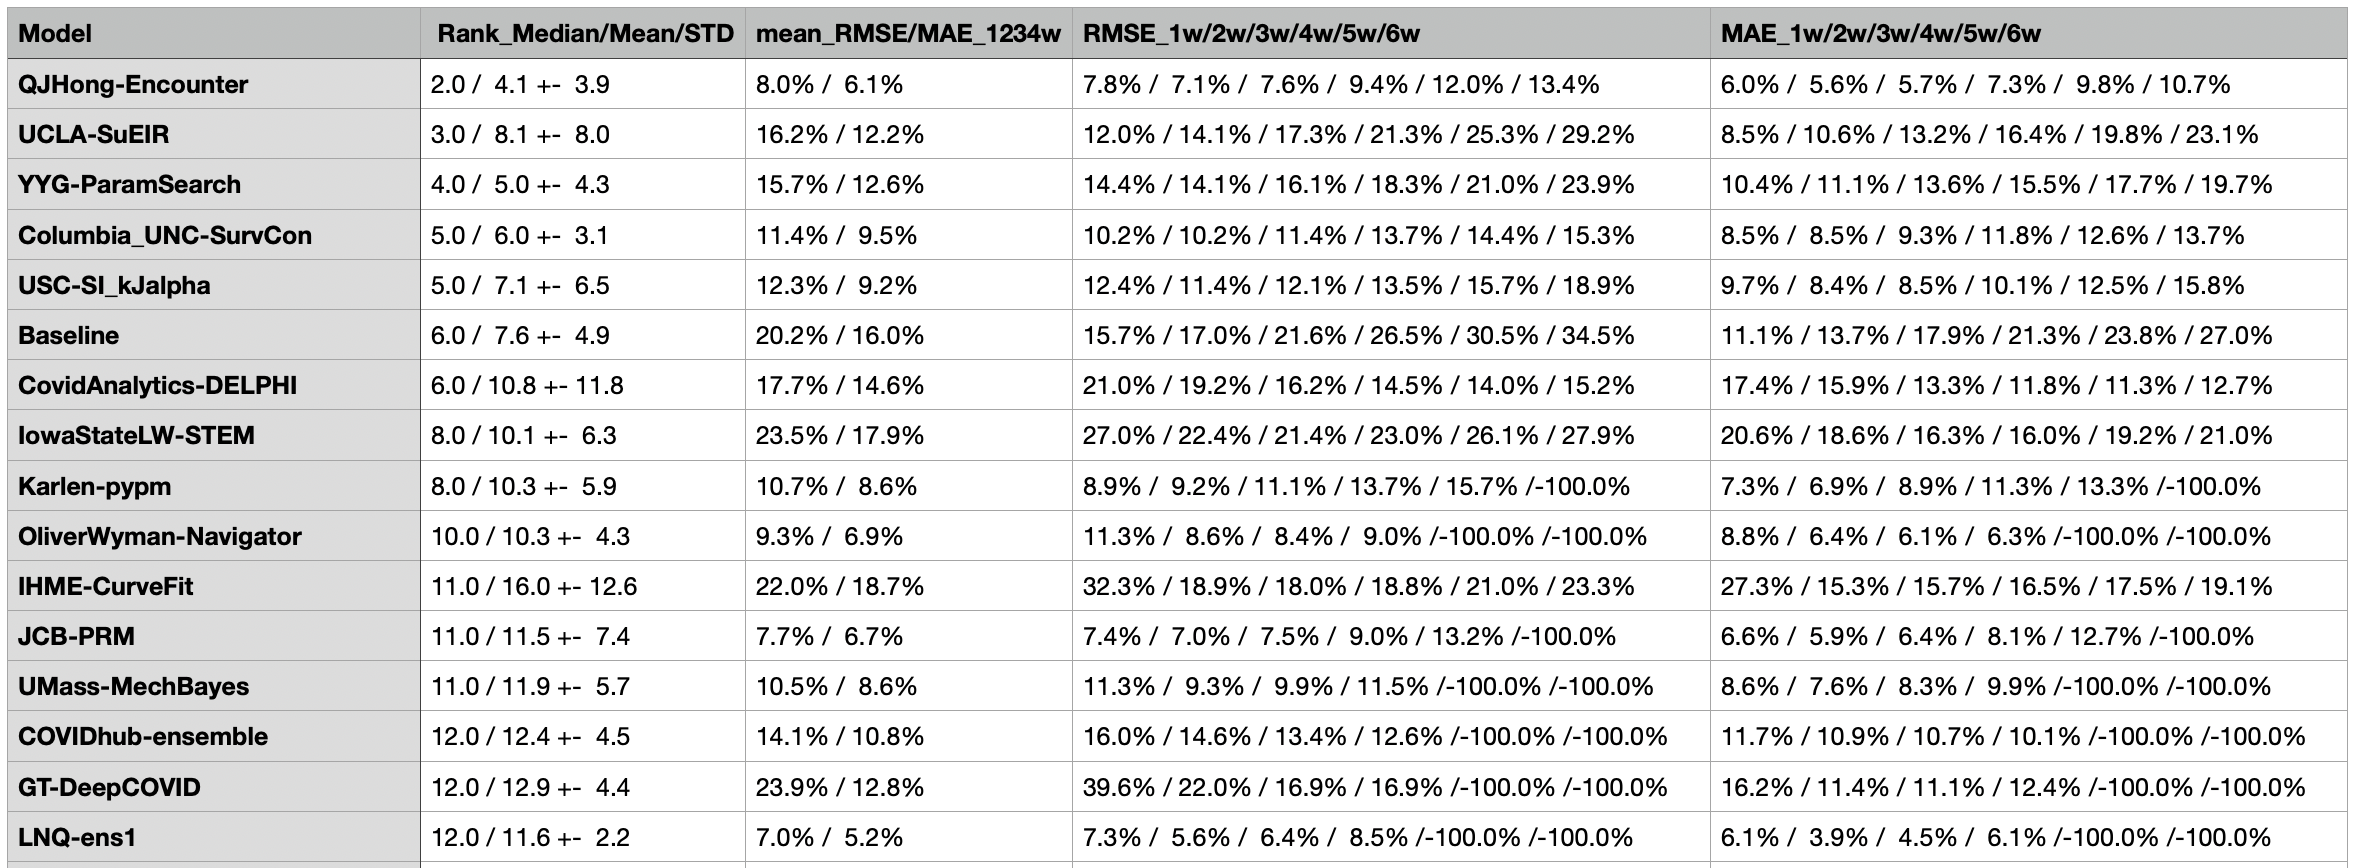 Model Rank_Median/Mean/STD mean_RMSE/MAE_1234w RMSE_1w/2w/3w/4w/5w/6w MAE_1w/2w/3w/4w/5w/6w
QJHong-Encounter 2.0 / 4.1 +- 3.9 8.0% / 6.1% 7.8% / 7.1% / 7.6% / 9.4% / 12.0% / 13.4% 6.0% / 5.6% / 5.7% / 7.3% / 9.8% / 10.7%
UCLA-SuEIR 3.0 / 8.1 +- 8.0 16.2% / 12.2% 12.0% / 14.1% / 17.3% / 21.3% / 25.3% / 29.2% 8.5% / 10.6% / 13.2% / 16.4% / 19.8% / 23.1%
YYG-ParamSearch 4.0 / 5.0 +- 4.3 15.7% / 12.6% 14.4% / 14.1% / 16.1% / 18.3% / 21.0% / 23.9% 10.4% / 11.1% / 13.6% / 15.5% / 17.7% / 19.7%
Columbia_UNC-SurvCon 5.0 / 6.0 +- 3.1 11.4% / 9.5% 10.2% / 10.2% / 11.4% / 13.7% / 14.4% / 15.3% 8.5% / 8.5% / 9.3% / 11.8% / 12.6% / 13.7%
USC-SI_kJalpha 5.0 / 7.1 +- 6.5 12.3% / 9.2% 12.4% / 11.4% / 12.1% / 13.5% / 15.7% / 18.9% 9.7% / 8.4% / 8.5% / 10.1% / 12.5% / 15.8%
Baseline 6.0 / 7.6 +- 4.9 20.2% / 16.0% 15.7% / 17.0% / 21.6% / 26.5% / 30.5% / 34.5% 11.1% / 13.7% / 17.9% / 21.3% / 23.8% / 27.0%
CovidAnalytics-DELPHI 6.0 / 10.8 +- 11.8 17.7% / 14.6% 21.0% / 19.2% / 16.2% / 14.5% / 14.0% / 15.2% 17.4% / 15.9% / 13.3% / 11.8% / 11.3% / 12.7%
IowaStateLW-STEM 8.0 / 10.1 +- 6.3 23.5% / 17.9% 27.0% / 22.4% / 21.4% / 23.0% / 26.1% / 27.9% 20.6% / 18.6% / 16.3% / 16.0% / 19.2% / 21.0%
Karlen-pypm 8.0 / 10.3 +- 5.9 10.7% / 8.6% 8.9% / 9.2% / 11.1% / 13.7% / 15.7% /-100.0% 7.3% / 6.9% / 8.9% / 11.3% / 13.3% /-100.0%
OliverWyman-Navigator 10.0 / 10.3 +- 4.3 9.3% / 6.9% 11.3% / 8.6% / 8.4% / 9.0% /-100.0% /-100.0% 8.8% / 6.4% / 6.1% / 6.3% /-100.0% /-100.0%
IHME-CurveFit 11.0 / 16.0 +- 12.6 22.0% / 18.7% 32.3% / 18.9% / 18.0% / 18.8% / 21.0% / 23.3% 27.3% / 15.3% / 15.7% / 16.5% / 17.5% / 19.1%
JCB-PRM 11.0 / 11.5 +- 7.4 7.7% / 6.7% 7.4% / 7.0% / 7.5% / 9.0% / 13.2% /-100.0% 6.6% / 5.9% / 6.4% / 8.1% / 12.7% /-100.0%
UMass-MechBayes 11.0 / 11.9 +- 5.7 10.5% / 8.6% 11.3% / 9.3% / 9.9% / 11.5% /-100.0% /-100.0% 8.6% / 7.6% / 8.3% / 9.9% /-100.0% /-100.0%
COVIDhub-ensemble 12.0 / 12.4 +- 4.5 14.1% / 10.8% 16.0% / 14.6% / 13.4% / 12.6% /-100.0% /-100.0% 11.7% / 10.9% / 10.7% / 10.1% /-100.0% /-100.0%
GT-DeepCOVID 12.0 / 12.9 +- 4.4 23.9% / 12.8% 39.6% / 22.0% / 16.9% / 16.9% /-100.0% /-100.0% 16.2% / 11.4% / 11.1% / 12.4% /-100.0% /-100.0%
LNQ-ens1 12.0 / 11.6 +- 2.2 7.0% / 5.2% 7.3% / 5.6% / 6.4% / 8.5% /-100.0% /-100.0% 6.1% / 3.9% / 4.5% / 6.1% /-100.0% /-100.0%